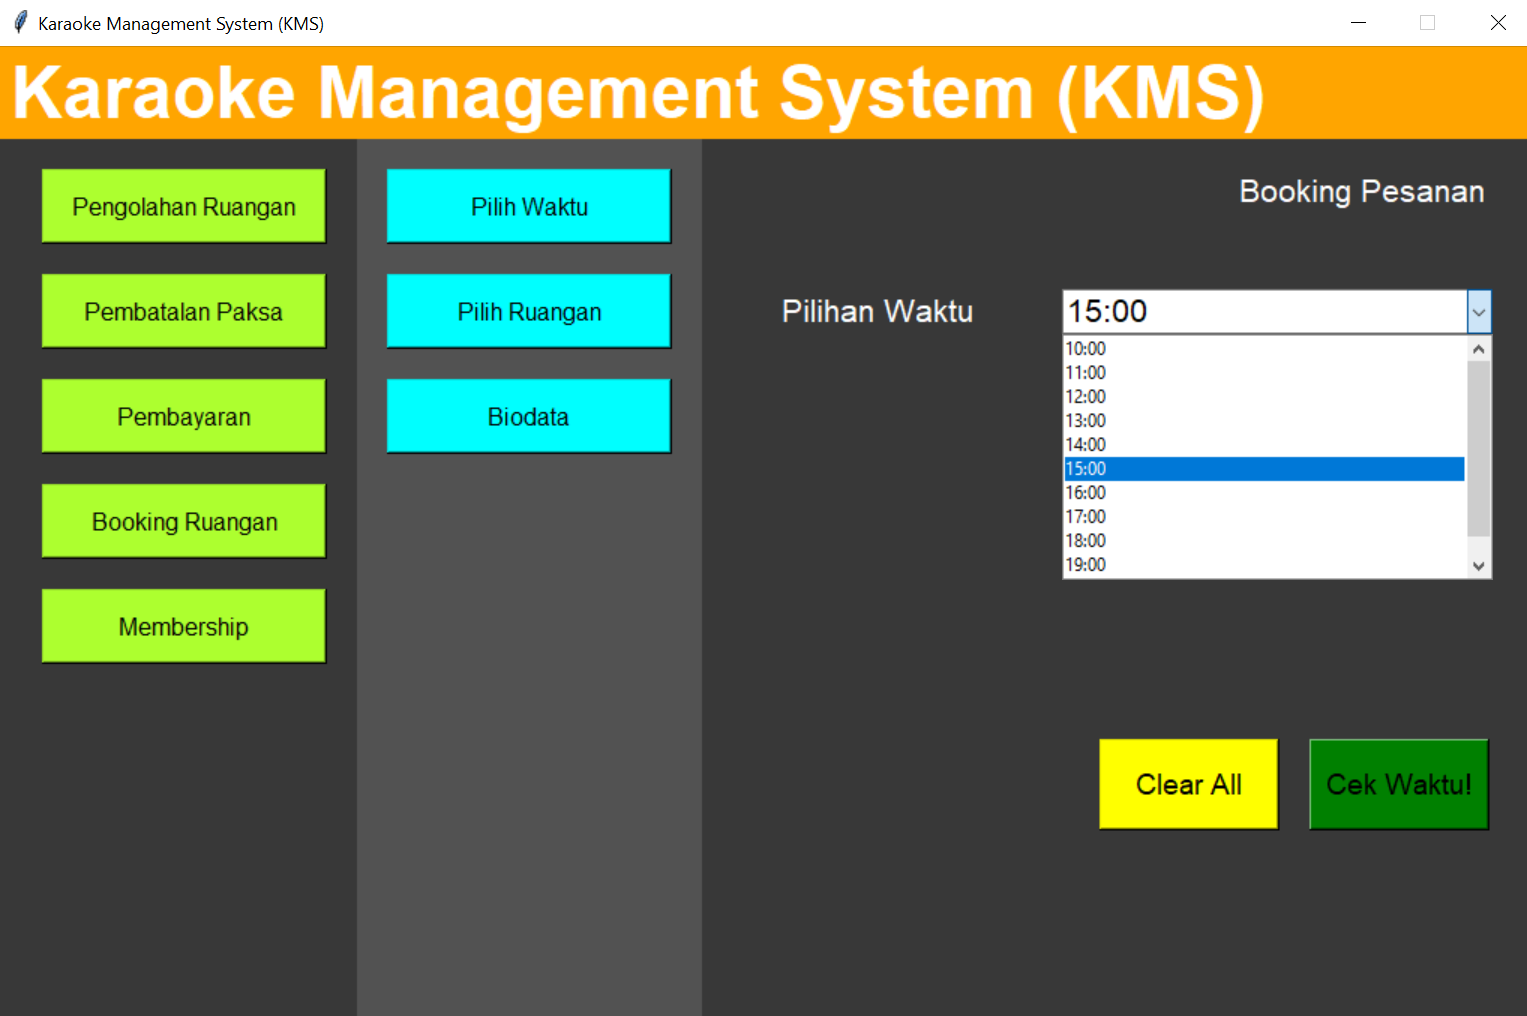 Karaoke Management System (KMS)
Karaoke Management System (KMS)
Pengolahan Ruangan
Pembatalan Paksa
Pembayaran
Booking Ruangan
Membership
Pilih Waktu
Pilih Ruangan
Biodata
Booking Pesanan
Pilihan Waktu
15:00
10:00
11:00
12:00
13:00
14:00
15:00
16:00
17:00
18:00
19:00
Clear All
Cek Waktu!